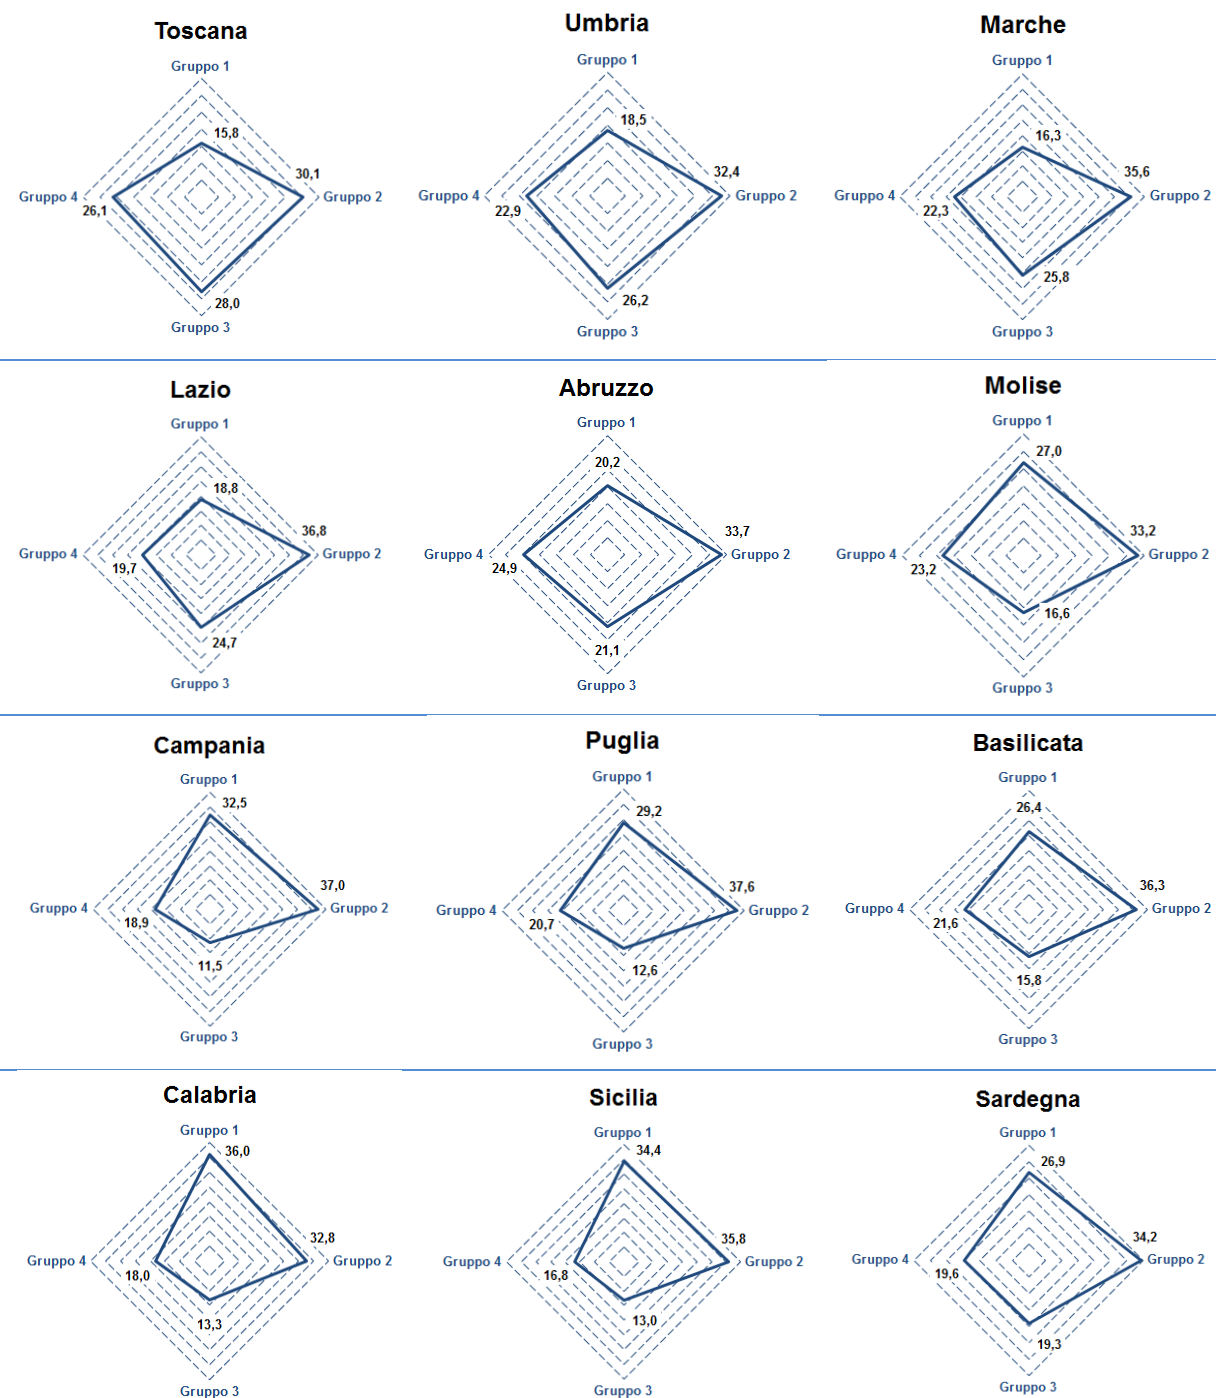 Toscana
Gruppo 1
15,8
30,1
Gruppo 4
Gruppo 2
26,1
28,0
Gruppo 3
Umbria
Gruppo 1
18,5
32,4
Gruppo 4
Gruppo 2
22,9
26,2
Gruppo 3
Marche
Gruppo 1
16,3
35,6
Gruppo 4
Gruppo 2
22,3
25,8
Gruppo 3
Lazio
Gruppo 1
18,8
36,8
Gruppo 4
Gruppo 2
19,7
24,7
Gruppo 3
Abruzzo
Gruppo 1
20,2
33,7
Gruppo 4
Gruppo 2
24,9
21,1
Gruppo 3
Molise
Gruppo 1
27,0
33,2
Gruppo 4
Gruppo 2
23,2
16,6
Gruppo 3
Campania
Gruppo 1
32,5
37,0
Gruppo 4
Gruppo 2
18,9
11,5
Gruppo 3
Puglia
Gruppo 1
29,2
37,6
Gruppo 4
Gruppo 2
20,7
12,6
Gruppo 3
Basilicata
Gruppo 1
26,4
36,3
Gruppo 4
Gruppo 2
21,6
15,8
Gruppo 3
Calabria
Gruppo 1
36,0
32,8
Gruppo 4
Gruppo 2
18,0
13,3
Gruppo 3
Sicilia
Gruppo 1
34,4
35,8
Gruppo 4
Gruppo 2
16,8
13,0
Gruppo 3
Sardegna
Gruppo 1
26,9
34,2
Gruppo 4
Gruppo 2
19,6
19,3
Gruppo 3